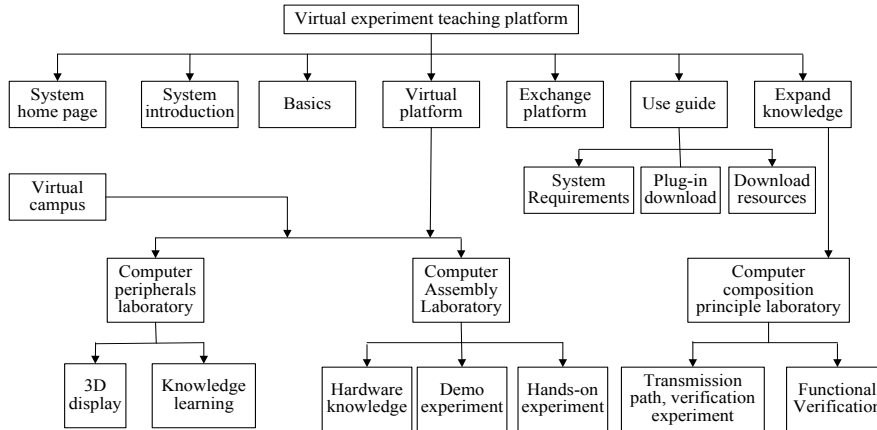 Virtual experiment teaching platform
System
home page
System
introduction
Basics
Virtual
platform
Exchange
platform
Use guide
Expand
knowledge
System
Requirements
Plug-in
download
Download
resources
Virtual
campus
Computer
peripherals
laboratory
Computer
Assembly
Laboratory
Computer
composition
principle laboratory
3D
display
Knowledge
learning
Hardware
knowledge
Demo
experiment
Hands-on
experiment
Transmission
path, verification
experiment
Functional
Verification